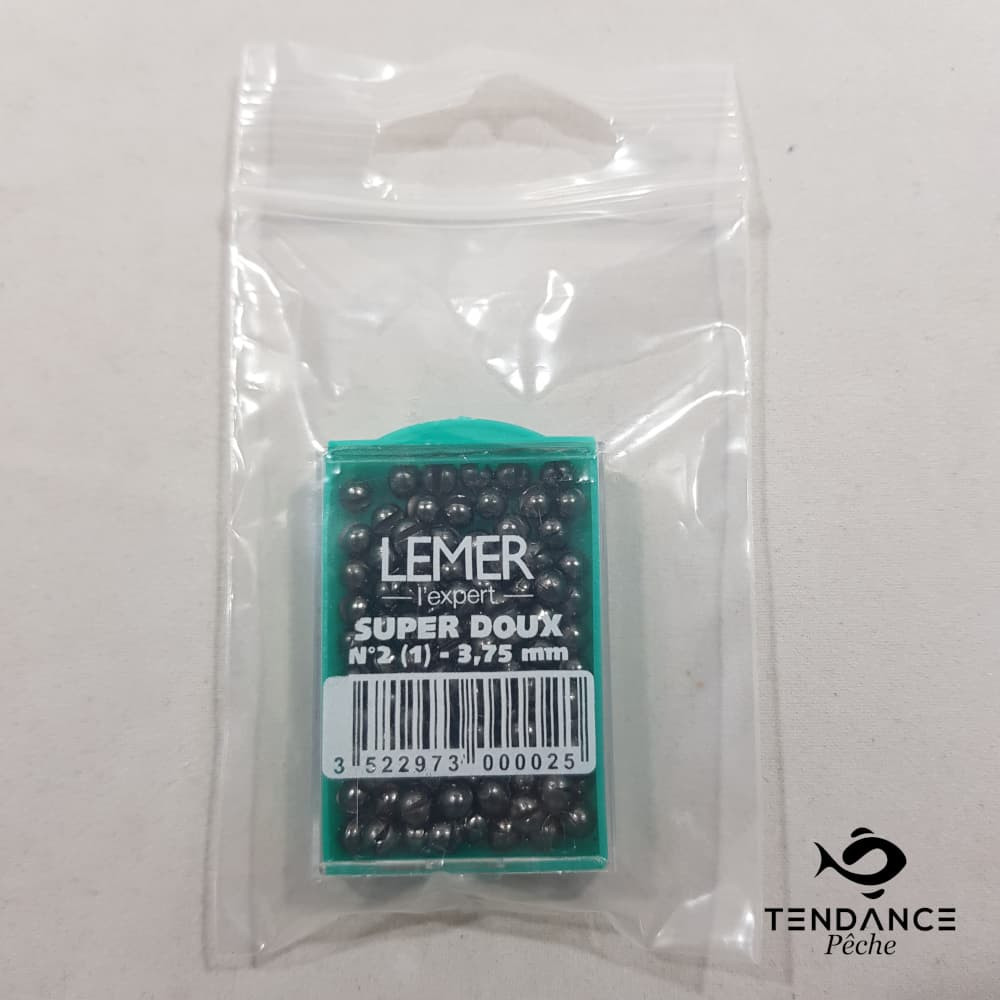 LEMER
l'expert
SUPER DOUX
N°2 (1) - 3,75 mm
3 522973 000025
TENDANCE
Pêche